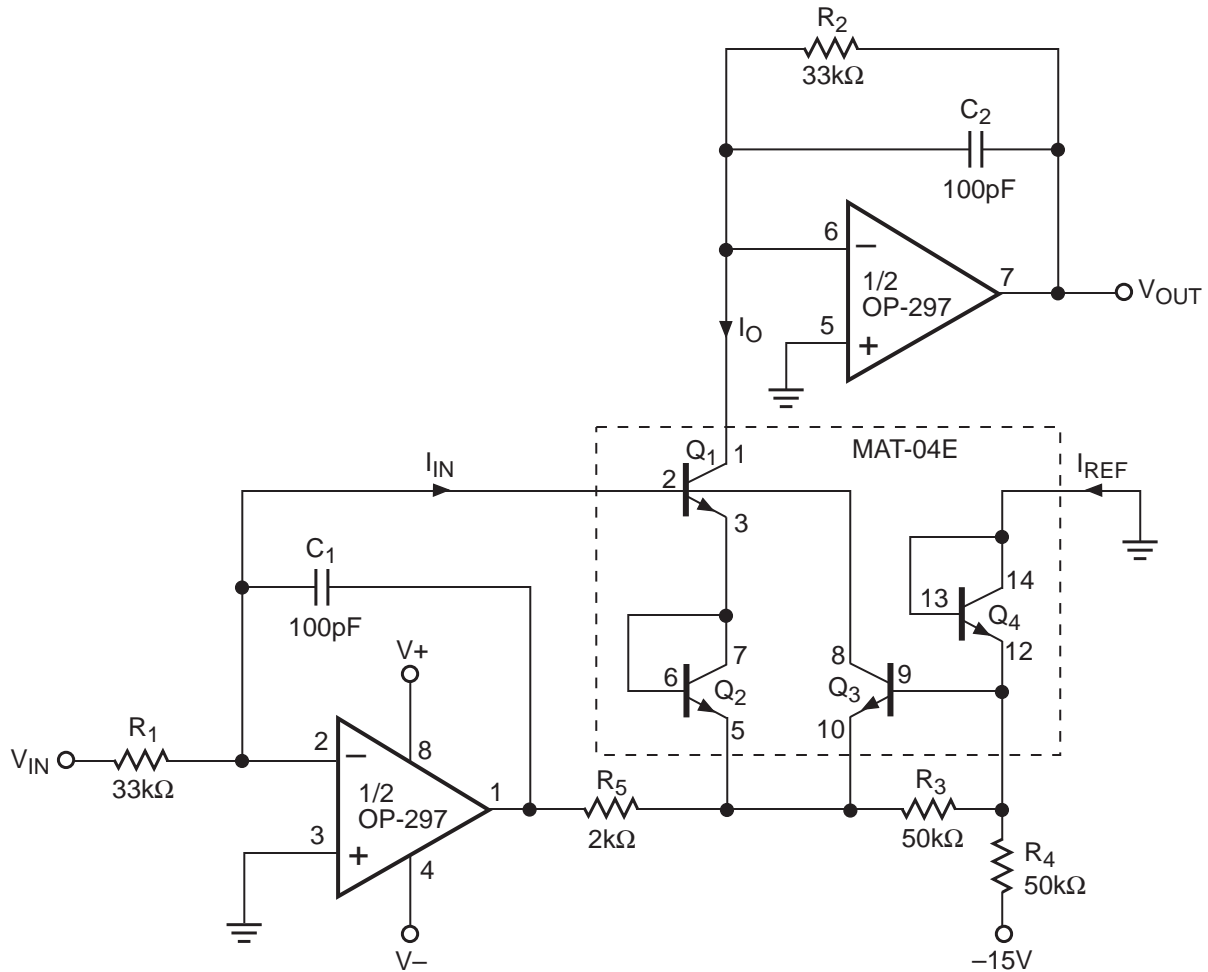 R2
33kΩ
C2
100pF
6
−
1/2
OP-297
7
VOUT
5
+
IO
MAT-04E
Q1
1
IIN
2
IREF
3
C1
100pF
14
13
Q4
12
V+
7
8
6
Q2
Q3
9
5
10
R1
VIN
33kΩ
2
−
8
1/2
OP-297
1
3
+
4
R5
2kΩ
R3
50kΩ
R4
50kΩ
V−
−15V